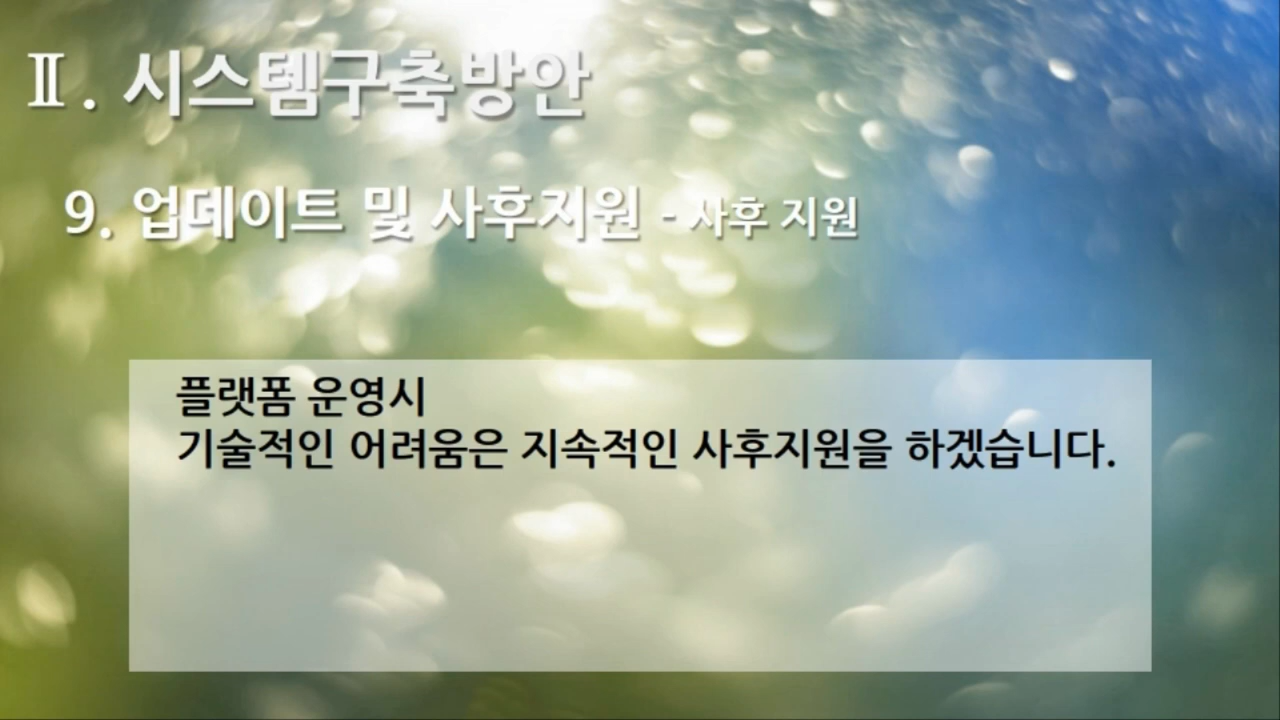 Ⅱ. 시스템구축방안
9. 업데이트 및 사후지원 - 사후 지원
플랫폼 운영시
기술적인 어려움은 지속적인 사후지원을 하겠습니다.